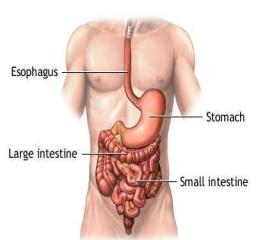 Esophagus
Stomach
Large intestine
Small intestine